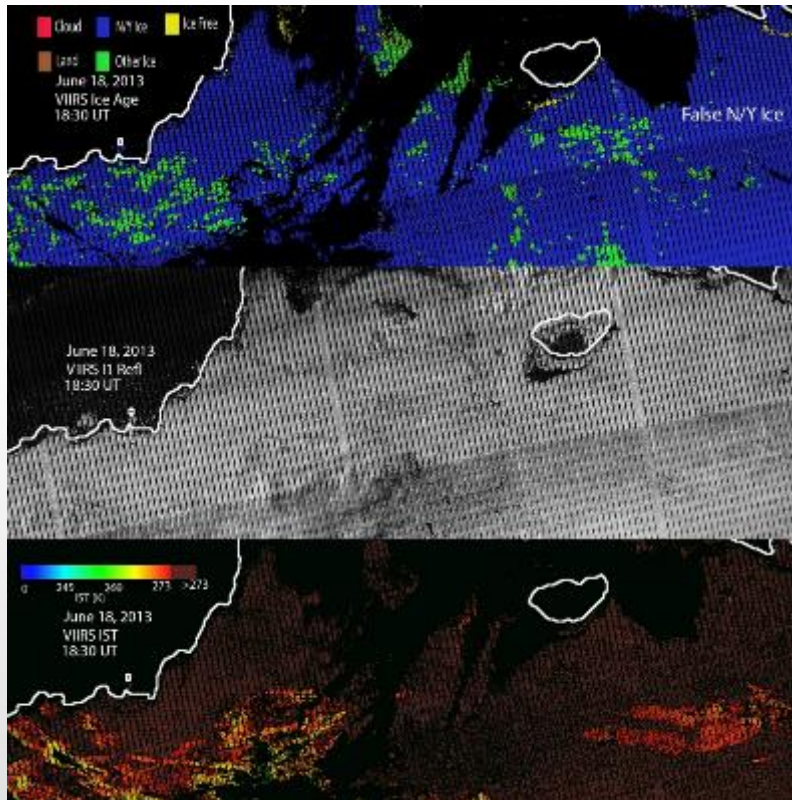 Cloud N/Y Ice Ice Free
Land Other Ice
June 18, 2013
VIIRS Ice Age
18:30 UT
False N/Y Ice
June 18, 2013
VIIRS I1 Refl
18:30 UT
0 245 260 273 >273
IST (K)
June 18, 2013
VIIRS IST
18:30 UT